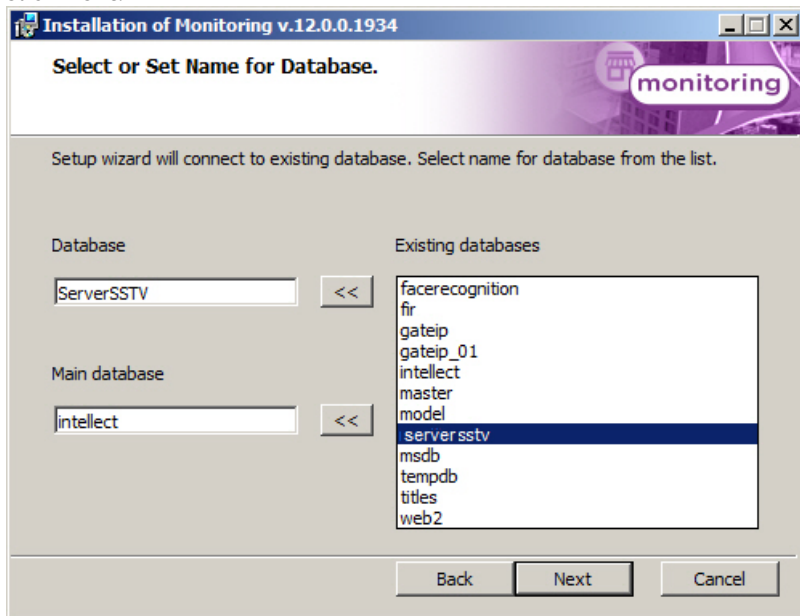 Installation of Monitoring v.12.0.0.1934
Select or Set Name for Database.
monitoring
Setup wizard will connect to existing database. Select name for database from the list.
Database
Existing databases
ServerSSTV
<<
facerecognition
fir
gateip
gateip_01
Main database
intellect
master
intellect
<<
model
serversstv
msdb
tempdb
titles
web2
Back
Next
Cancel